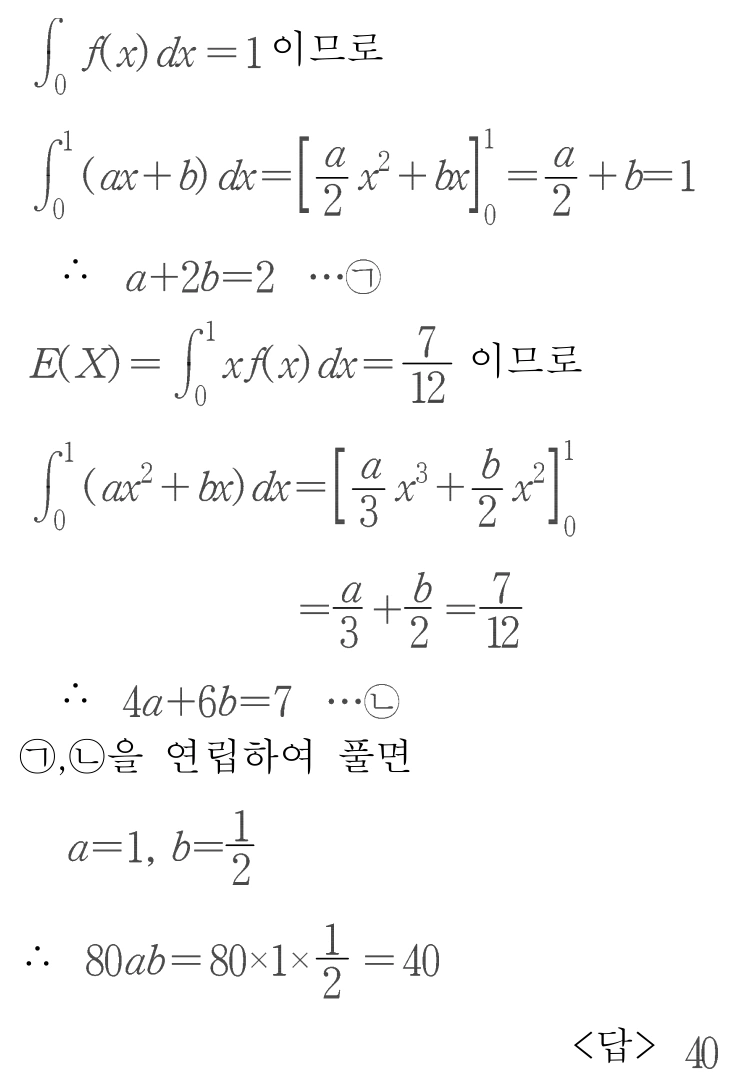 ∫₀ f(x)dx=1이므로
∫₀¹(ax+b)dx=[a/2 x²+bx]₀¹=a/2+b=1
∴ a+2b=2 …㉠
E(X)=∫₀¹xf(x)dx=7/12 이므로
∫₀¹(ax²+bx)dx=[a/3 x³+b/2 x²]₀¹
=a/3+b/2=7/12
∴ 4a+6b=7 …㉡
㉠,㉡을 연립하여 풀면
a=1, b=1/2
∴ 80ab=80×1×1/2=40
<답> 40